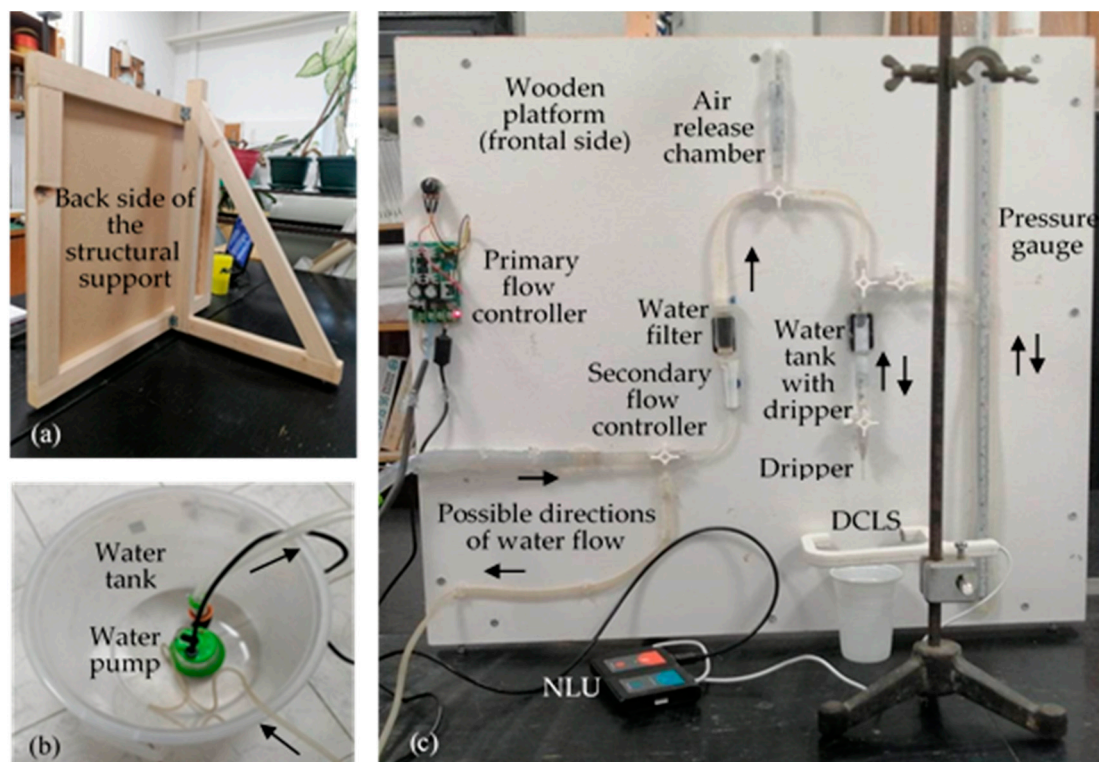 Back side of
the
structural
support
(a)
Water
tank
Water
pump
(b)
Wooden
platform
(frontal side)
Air
release
chamber
Pressure
gauge
Primary
flow
controller
Water
filter
Water
tank
with
dripper
Secondary
flow
controller
Dripper
Possible directions
of water flow
DCLS
NLU
(c)